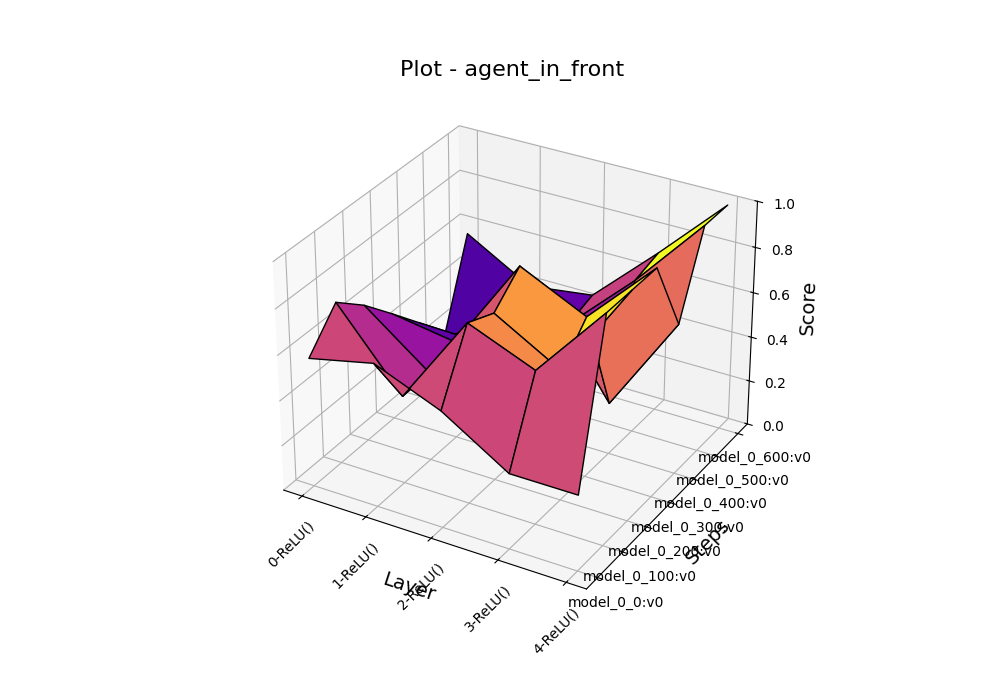 Plot - agent_in_front
1.0
0.8
0.6
0.4
0.2
0.0
Score
model_0_600:v0
model_0_500:v0
model_0_400:v0
model_0_300:v0
model_0_200:v0
model_0_100:v0
model_0_0:v0
Steps
0-ReLU()
1-ReLU()
2-ReLU()
3-ReLU()
4-ReLU()
Layer